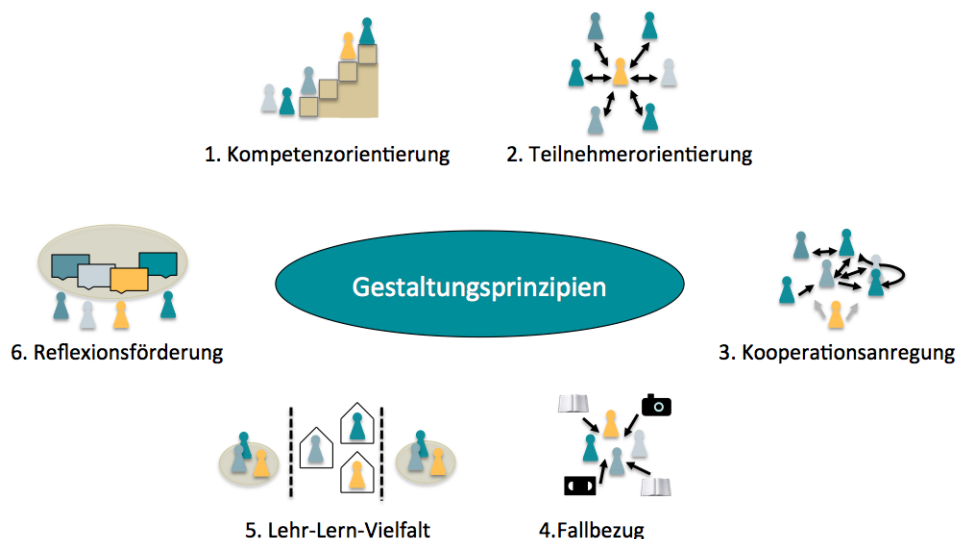 1. Kompetenzorientierung
2. Teilnehmerorientierung
Gestaltungsprinzipien
6. Reflexionsförderung
3. Kooperationsanregung
5. Lehr-Lern-Vielfalt
4.Fallbezug